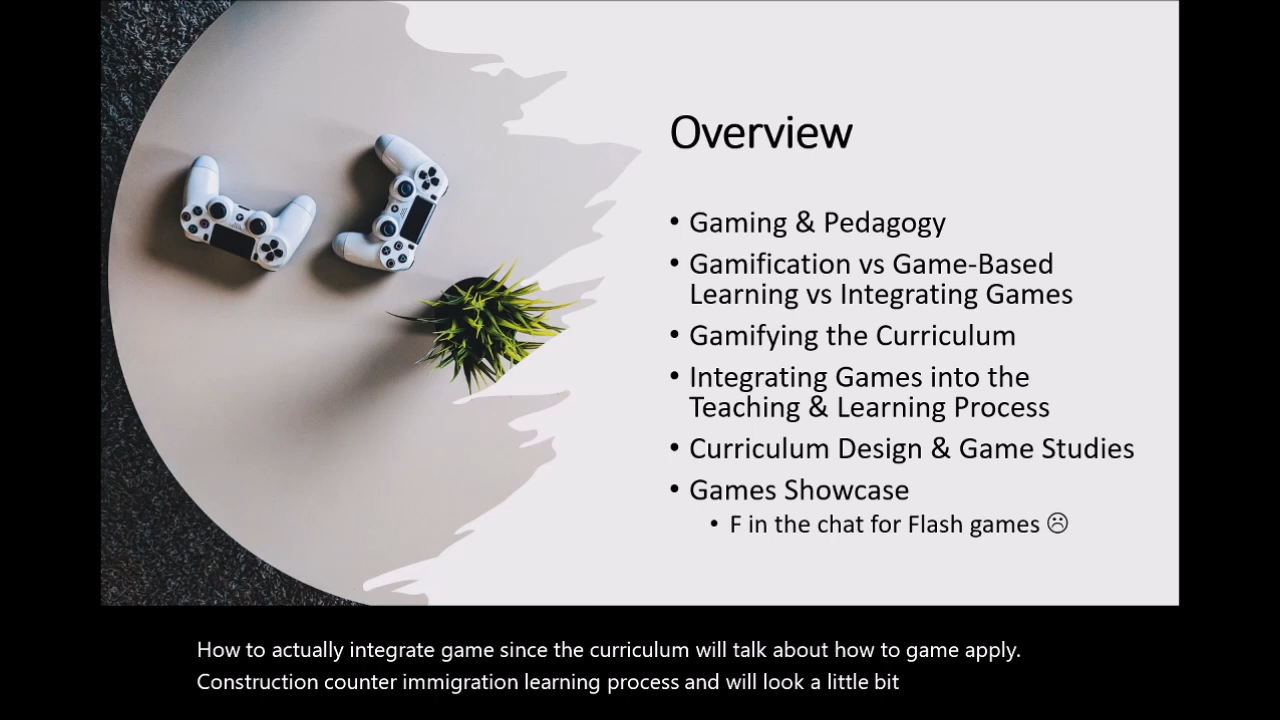 Overview
• Gaming & Pedagogy
• Gamification vs Game-Based
Learning vs Integrating Games
• Gamifying the Curriculum
• Integrating Games into the
Teaching & Learning Process
• Curriculum Design & Game Studies
• Games Showcase
• F in the chat for Flash games ☹
How to actually integrate game since the curriculum will talk about how to game apply.
Construction counter immigration learning process and will look a little bit